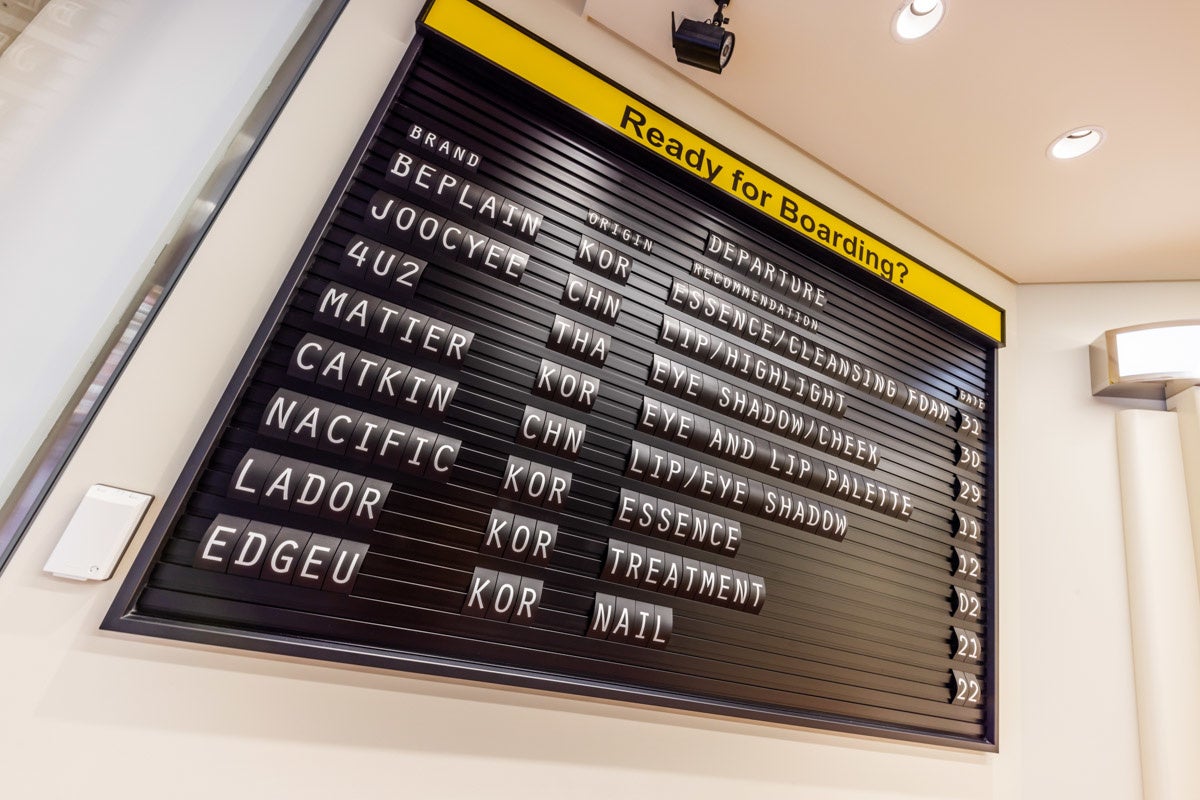 Ready for Boarding?
DEPARTURE
BRAND ORIGIN RECOMMENDATION GATE
BEPLAIN KOR ESSENCE/CLEANSING FOAM 31
JOOCYEE CHN LIP/HIGHLIGHT 30
4U2 THA EYE SHADOW/CHEEK 29
MATIER KOR EYE AND LIP PALETTE 11
CATKIN CHN LIP/EYE SHADOW 12
NACIFIC KOR ESSENCE 02
LADOR KOR TREATMENT 21
EDGEU KOR NAIL 22